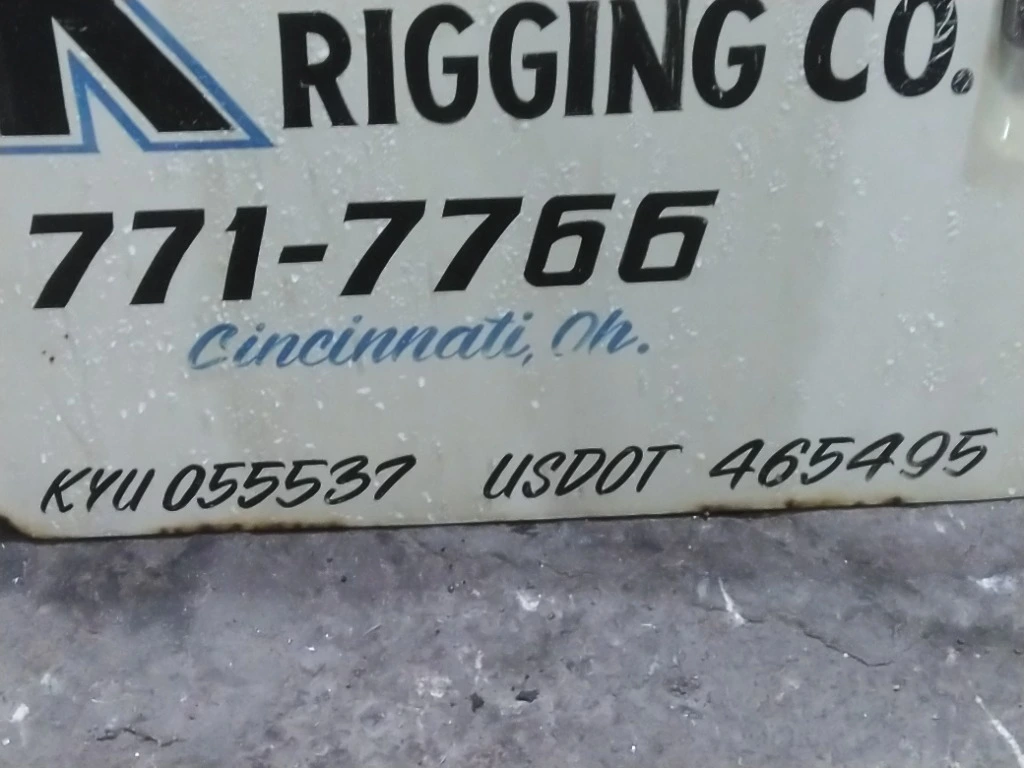 K RIGGING CO.
771-7766
Cincinnati, Oh.
KYU 055537 USDOT 465495